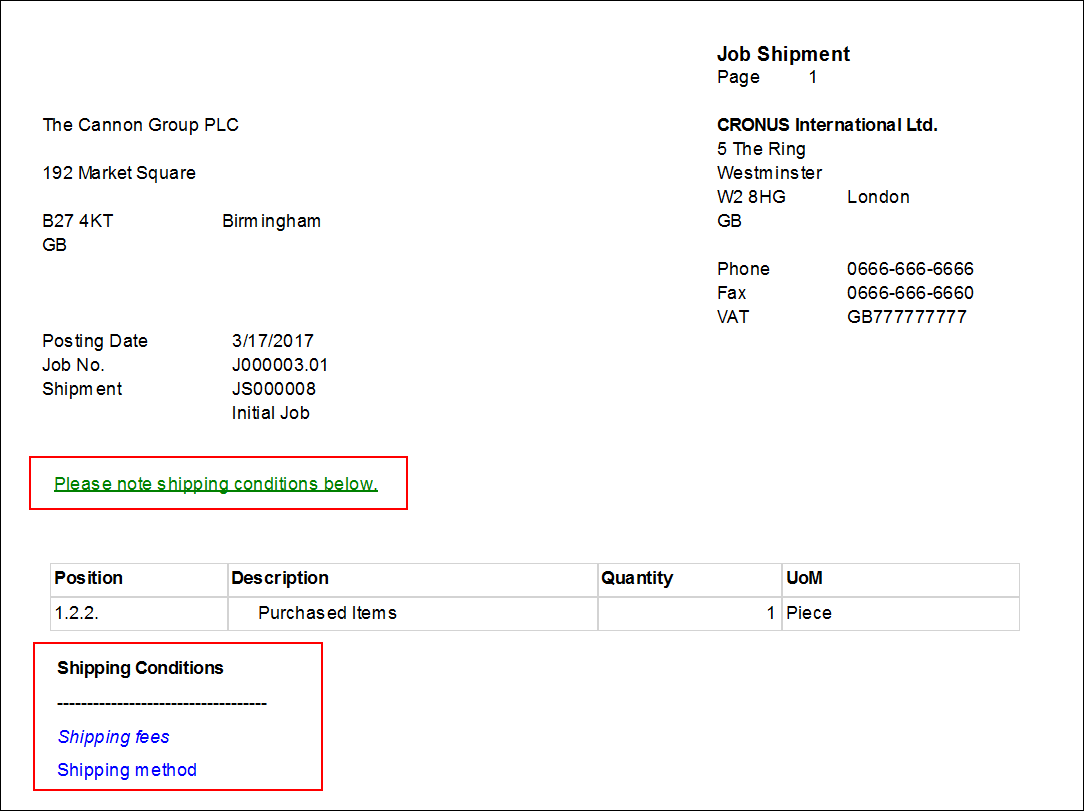 Job Shipment
Page 1
The Cannon Group PLC
CRONUS International Ltd.
5 The Ring
192 Market Square
Westminster
W2 8HG London
B27 4KT Birmingham
GB
GB
Phone 0666-666-6666
Fax 0666-666-6660
VAT GB777777777
Posting Date 3/17/2017
Job No. J000003.01
Shipment JS000008
Initial Job
Please note shipping conditions below.
Position Description Quantity UoM
1.2.2. Purchased Items 1 Piece
Shipping Conditions
-----------------------------------
Shipping fees
Shipping method